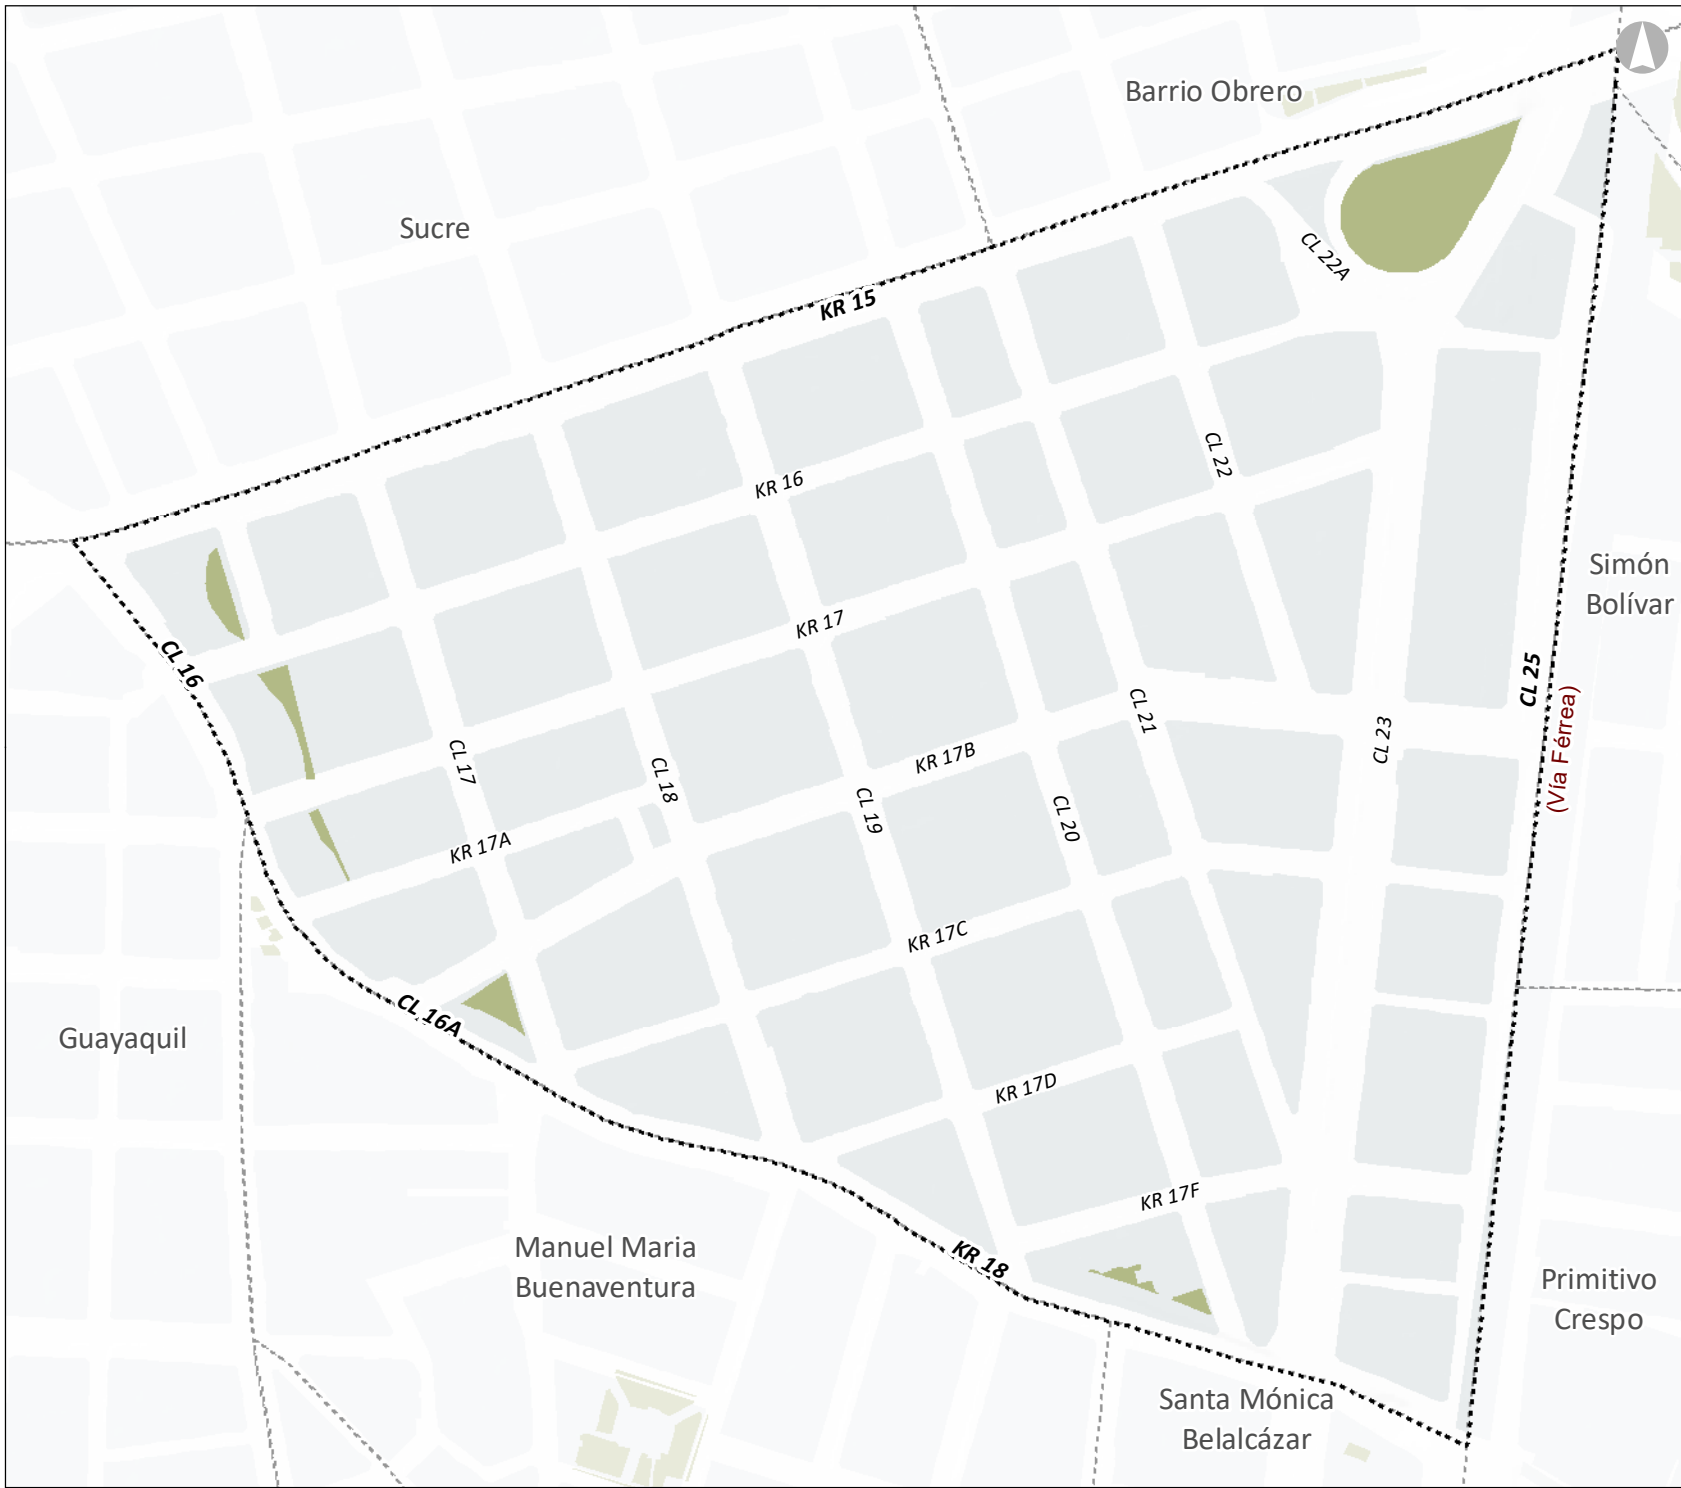 Barrio Obrero
Sucre
CL 22A
KR 15
CL 22
KR 16
Simón
Bolívar
KR 17
CL 16
CL 25
(Vía Férrea)
CL 21
CL 23
KR 17B
CL 17
CL 18
CL 19
CL 20
KR 17A
KR 17C
CL 16A
Guayaquil
KR 17D
KR 17F
Manuel Maria
Buenaventura
KR 18
Primitivo
Crespo
Santa Mónica
Belalcázar